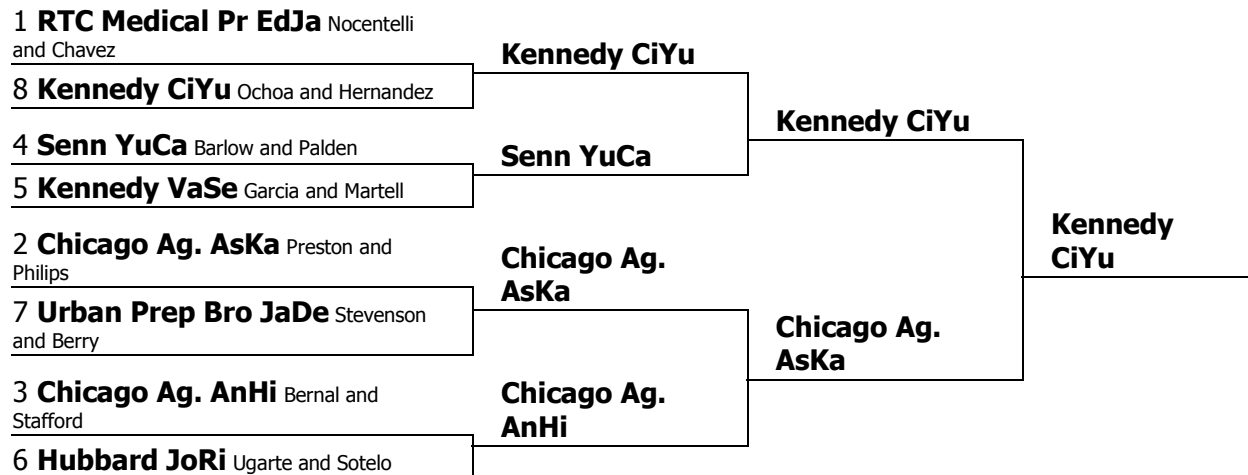 1 RTC Medical Pr EdJa Nocentelli
and Chavez
8 Kennedy CiYu Ochoa and Hernandez
4 Senn YuCa Barlow and Palden
5 Kennedy VaSe Garcia and Martell
2 Chicago Ag. AsKa Preston and
Philips
7 Urban Prep Bro JaDe Stevenson
and Berry
3 Chicago Ag. AnHi Bernal and
Stafford
6 Hubbard JoRi Ugarte and Sotelo
Kennedy CiYu
Senn YuCa
Chicago Ag.
AsKa
Chicago Ag.
AnHi
Kennedy CiYu
Chicago Ag.
AsKa
Kennedy
CiYu